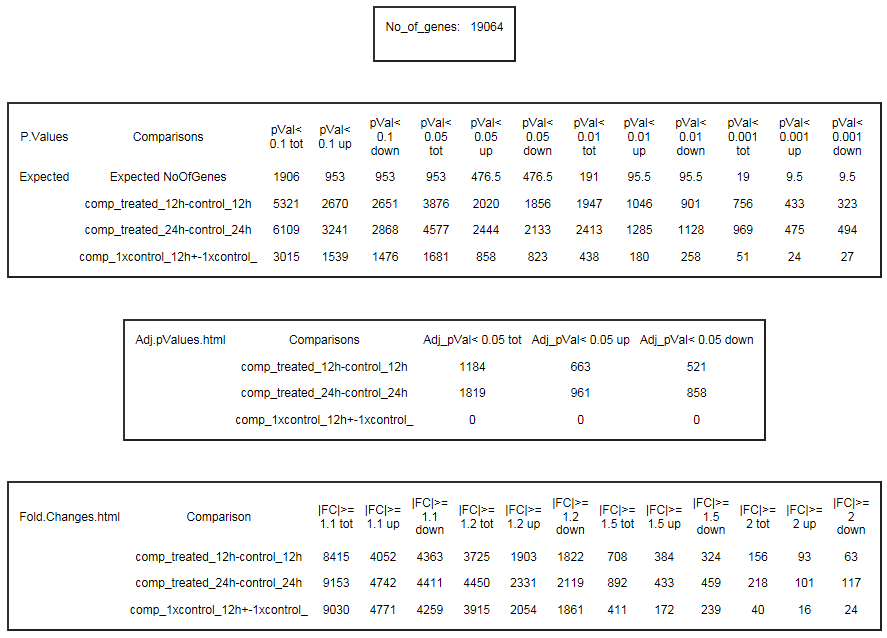 No_of_genes: 19064
P.Values Comparisons pVal< 0.1 tot pVal< 0.1 up pVal< 0.1 down pVal< 0.05 tot pVal< 0.05 up pVal< 0.05 down pVal< 0.01 tot pVal< 0.01 up pVal< 0.01 down pVal< 0.001 tot pVal< 0.001 up pVal< 0.001 down
Expected Expected NoOfGenes 1906 953 953 953 476.5 476.5 191 95.5 95.5 19 9.5 9.5
comp_treated_12h-control_12h 5321 2670 2651 3876 2020 1856 1947 1046 901 756 433 323
comp_treated_24h-control_24h 6109 3241 2868 4577 2444 2133 2413 1285 1128 969 475 494
comp_1xcontrol_12h+-1xcontrol_ 3015 1539 1476 1681 858 823 438 180 258 51 24 27
Adj.pValues.html Comparisons Adj_pVal< 0.05 tot Adj_pVal< 0.05 up Adj_pVal< 0.05 down
comp_treated_12h-control_12h 1184 663 521
comp_treated_24h-control_24h 1819 961 858
comp_1xcontrol_12h+-1xcontrol_ 0 0 0
Fold.Changes.html Comparison |FC|>= 1.1 tot |FC|>= 1.1 up |FC|>= 1.1 down |FC|>= 1.2 tot |FC|>= 1.2 up |FC|>= 1.2 down |FC|>= 1.5 tot |FC|>= 1.5 up |FC|>= 1.5 down |FC|>= 2 tot |FC|>= 2 up |FC|>= 2 down
comp_treated_12h-control_12h 8415 4052 4363 3725 1903 1822 708 384 324 156 93 63
comp_treated_24h-control_24h 9153 4742 4411 4450 2331 2119 892 433 459 218 101 117
comp_1xcontrol_12h+-1xcontrol_ 9030 4771 4259 3915 2054 1861 411 172 239 40 16 24